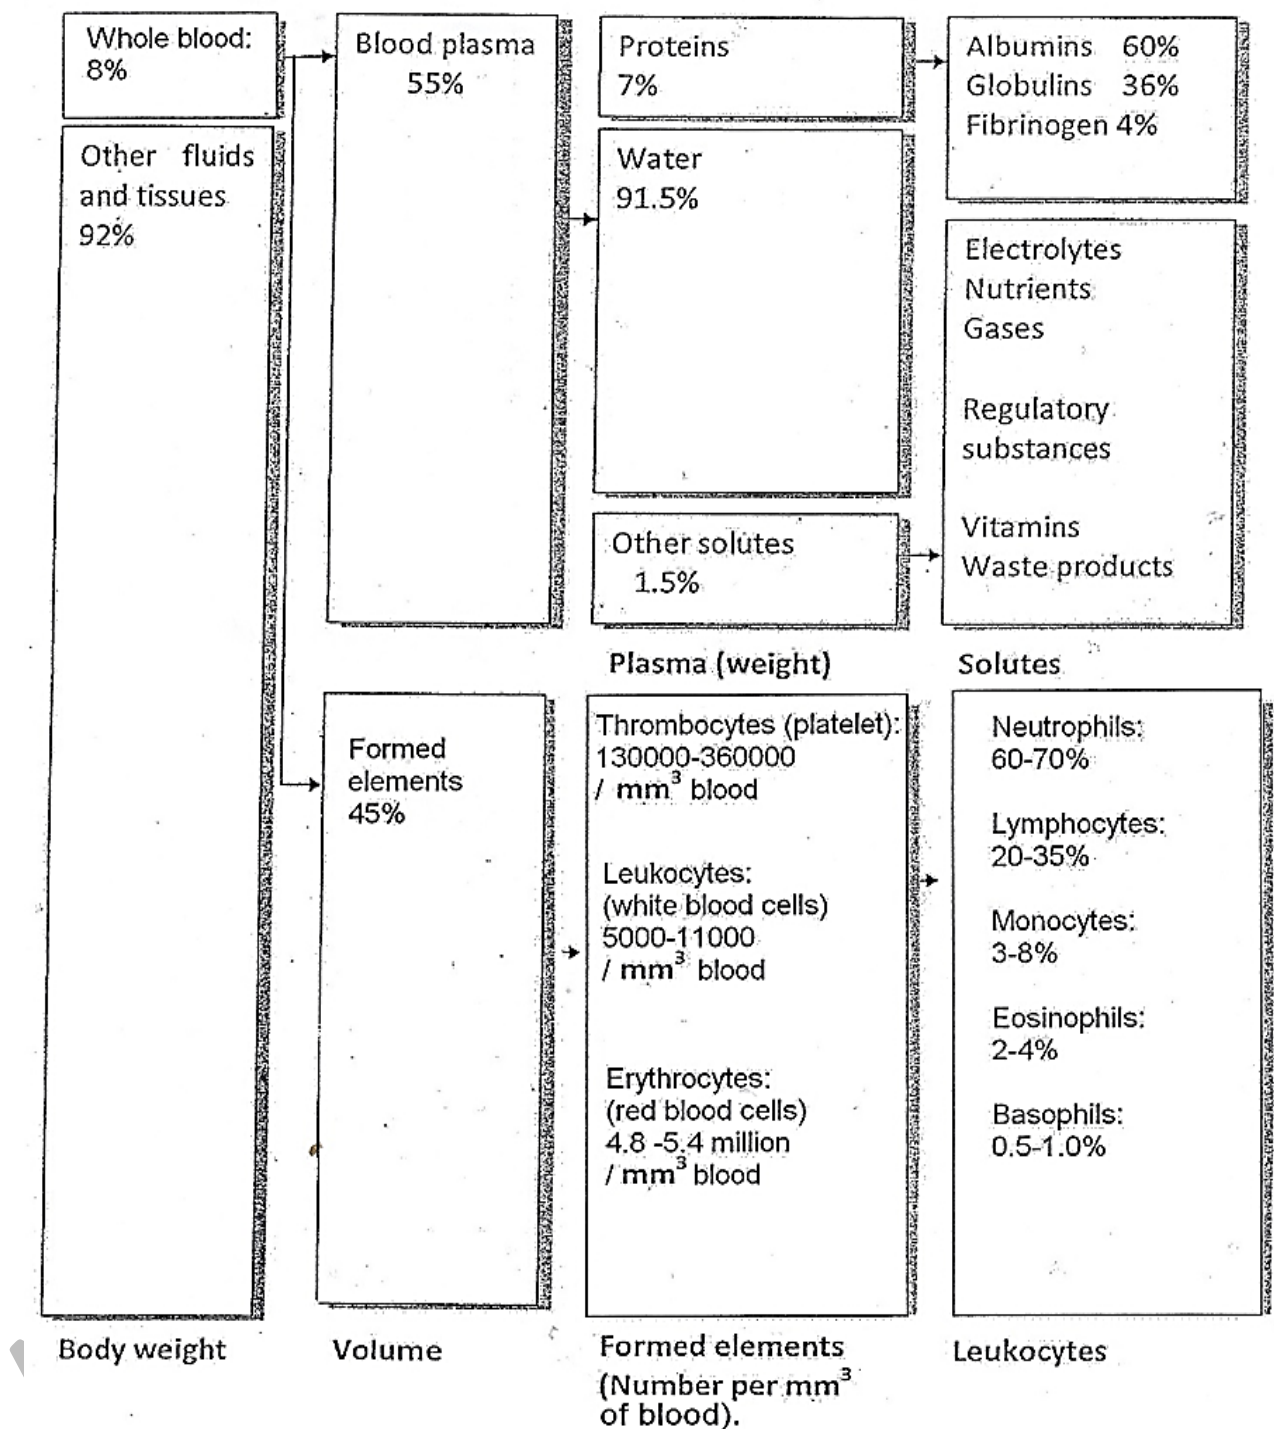 Whole blood:
8%
Other fluids
and tissues
92%
Blood plasma
55%
Proteins
7%
Water
91.5%
Other solutes
1.5%
Plasma (weight)
Albumins 60%
Globulins 36%
Fibrinogen 4%
Electrolytes
Nutrients
Gases
Regulatory
substances
Vitamins
Waste products
Solutes
Formed
elements
45%
Thrombocytes (platelet):
130000-360000
/ mm³ blood
Leukocytes:
(white blood cells)
5000-11000
/ mm³ blood
Erythrocytes:
(red blood cells)
4.8 -5.4 million
/ mm³ blood
Neutrophils:
60-70%
Lymphocytes:
20-35%
Monocytes:
3-8%
Eosinophils:
2-4%
Basophils:
0.5-1.0%
Body weight
Volume
Formed elements
(Number per mm³
of blood).
Leukocytes